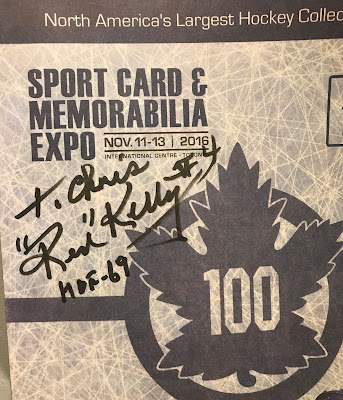 North America's Largest Hockey Collec
SPORT CARD &
MEMORABILIA
EXPO NOV. 11-13 | 2016
INTERNATIONAL CENTRE - TORON
To Chris
"Red" Kelly #4
HOF-69
100